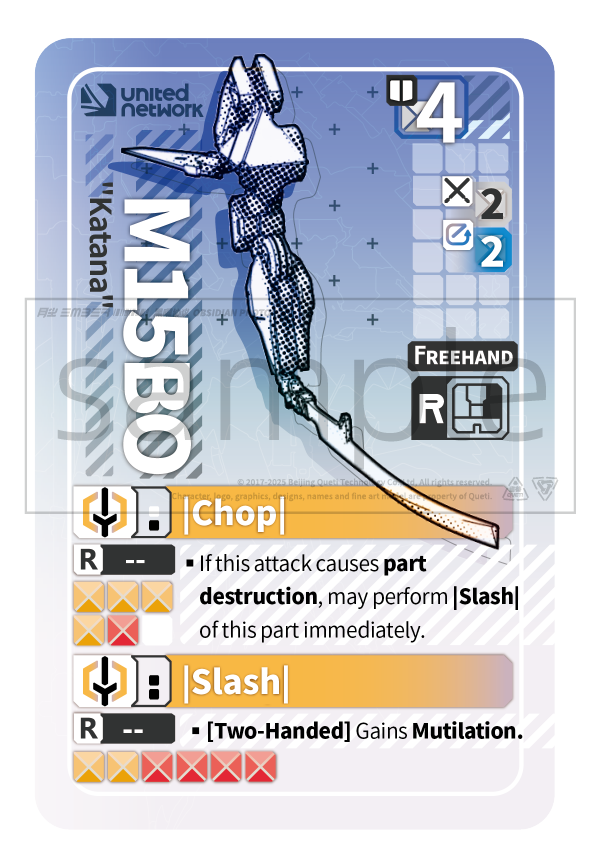 UNITED
NETWORK
4
2
2
"Katana"
M15BO
FREEHAND
R
sample
© 2017-2025 Beijing Queti Technology Co., Ltd. All rights reserved.
Character, logo, graphics, designs, names and fine art model are property of Queti.
|Chop|
R --
▪ If this attack causes part
destruction, may perform |Slash|
of this part immediately.
|Slash|
R --
▪ [Two-Handed] Gains Mutilation.